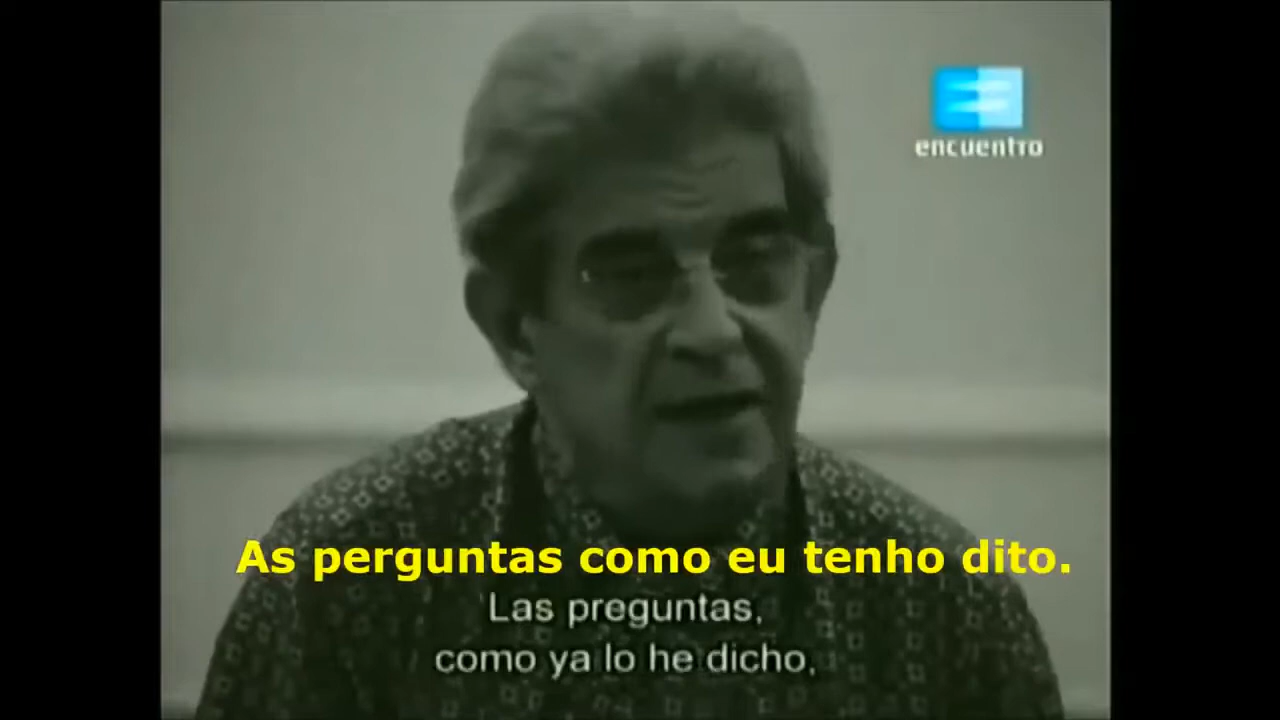 encuentro
As perguntas como eu tenho dito.
Las preguntas,
como ya lo he dicho,